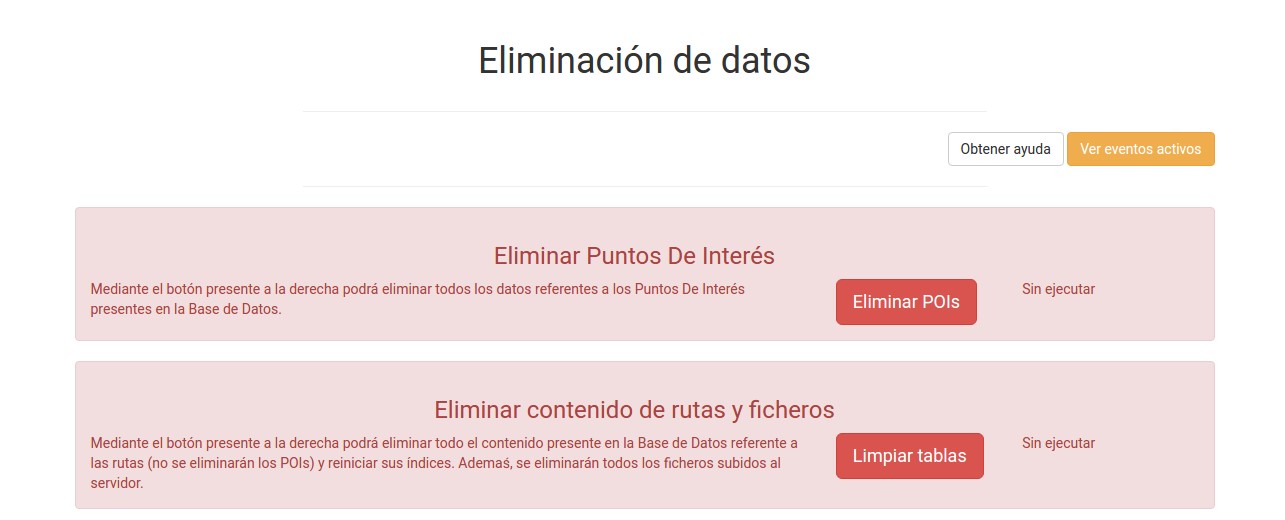 Eliminación de datos
Obtener ayuda
Ver eventos activos
Eliminar Puntos De Interés
Mediante el botón presente a la derecha podrá eliminar todos los datos referentes a los Puntos De Interés
presentes en la Base de Datos.
Eliminar POIs
Sin ejecutar
Eliminar contenido de rutas y ficheros
Mediante el botón presente a la derecha podrá eliminar todo el contenido presente en la Base de Datos referente a
las rutas (no se eliminarán los POIs) y reiniciar sus índices. Ademaś, se eliminarán todos los ficheros subidos al
servidor.
Limpiar tablas
Sin ejecutar